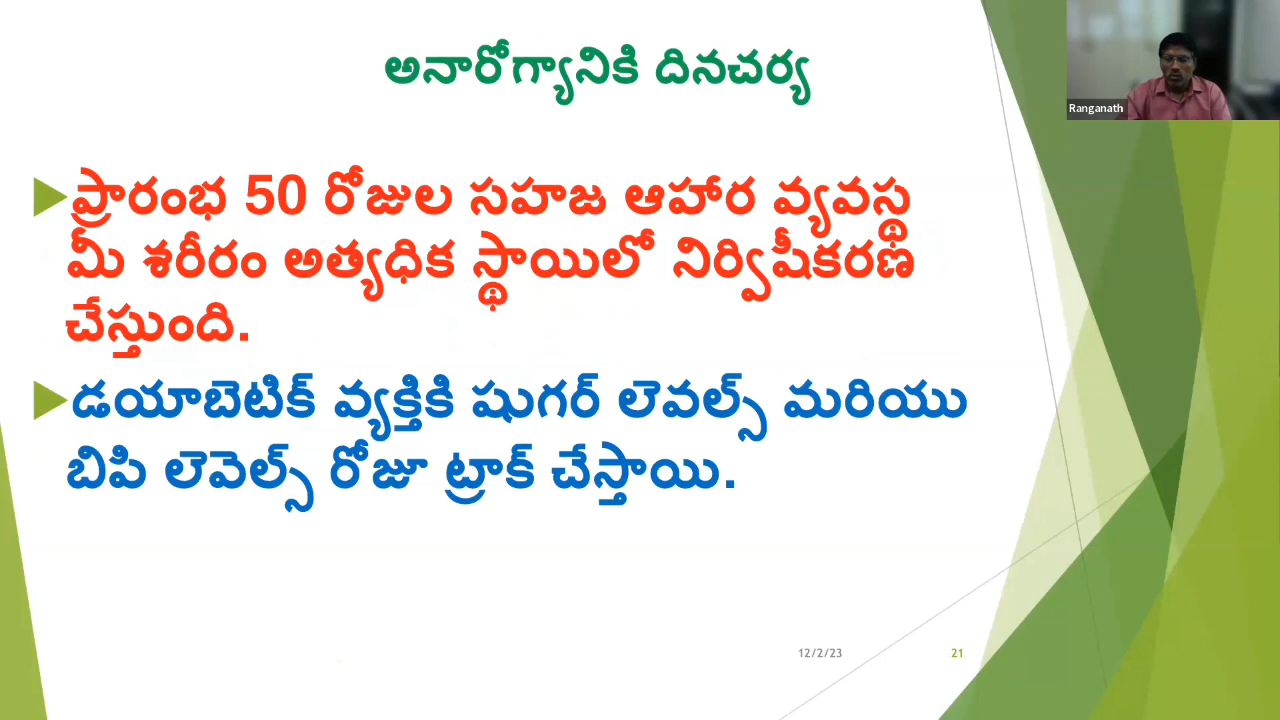 అనారోగ్యానికి దినచర్య
Ranganath
ప్రారంభ 50 రోజుల సహజ ఆహార వ్యవస్థ
మీ శరీరం అత్యధిక స్థాయిలో నిర్విషీకరణ
చేస్తుంది.
డయాబెటిక్ వ్యక్తికి షుగర్ లెవల్స్ మరియు
బిపి లెవెల్స్ రోజూ ట్రాక్ చేస్తాయి.
12/2/23 21